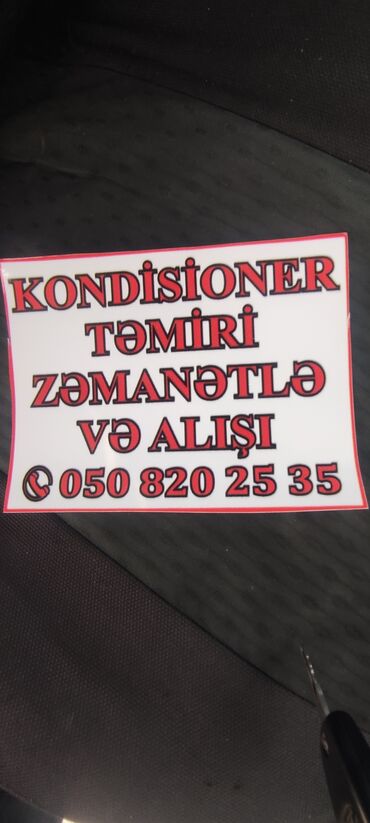 KONDİSİONER
TƏMİRİ
ZƏMANƏTLƏ
VƏ ALIŞI
050 820 25 35